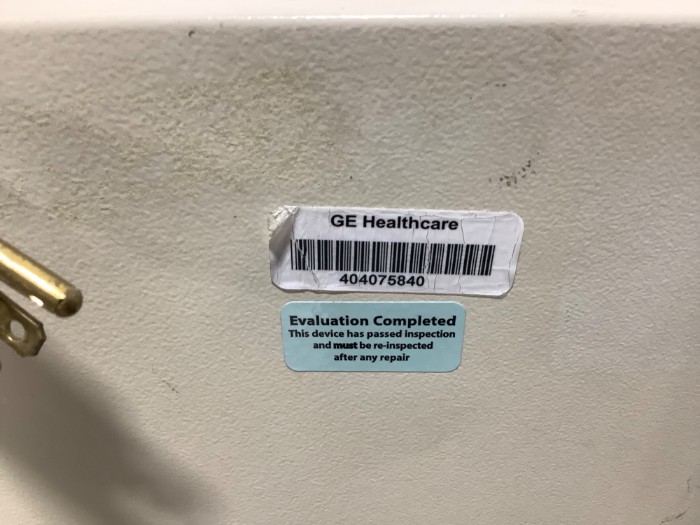 GE Healthcare
404075840
Evaluation Completed
This device has passed inspection
and must be re-inspected
after any repair